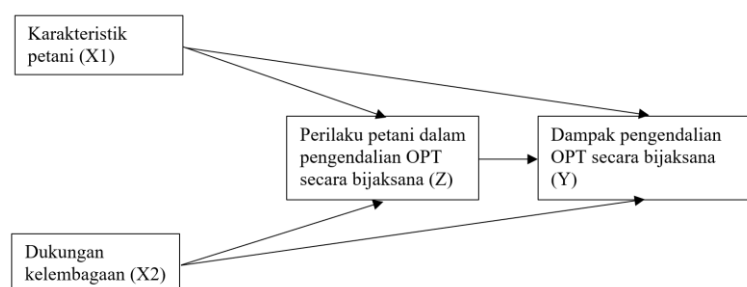 Karakteristik
petani (X1)
Perilaku petani dalam
pengendalian OPT
secara bijaksana (Z)
Dampak pengendalian
OPT secara bijaksana
(Y)
Dukungan
kelembagaan (X2)